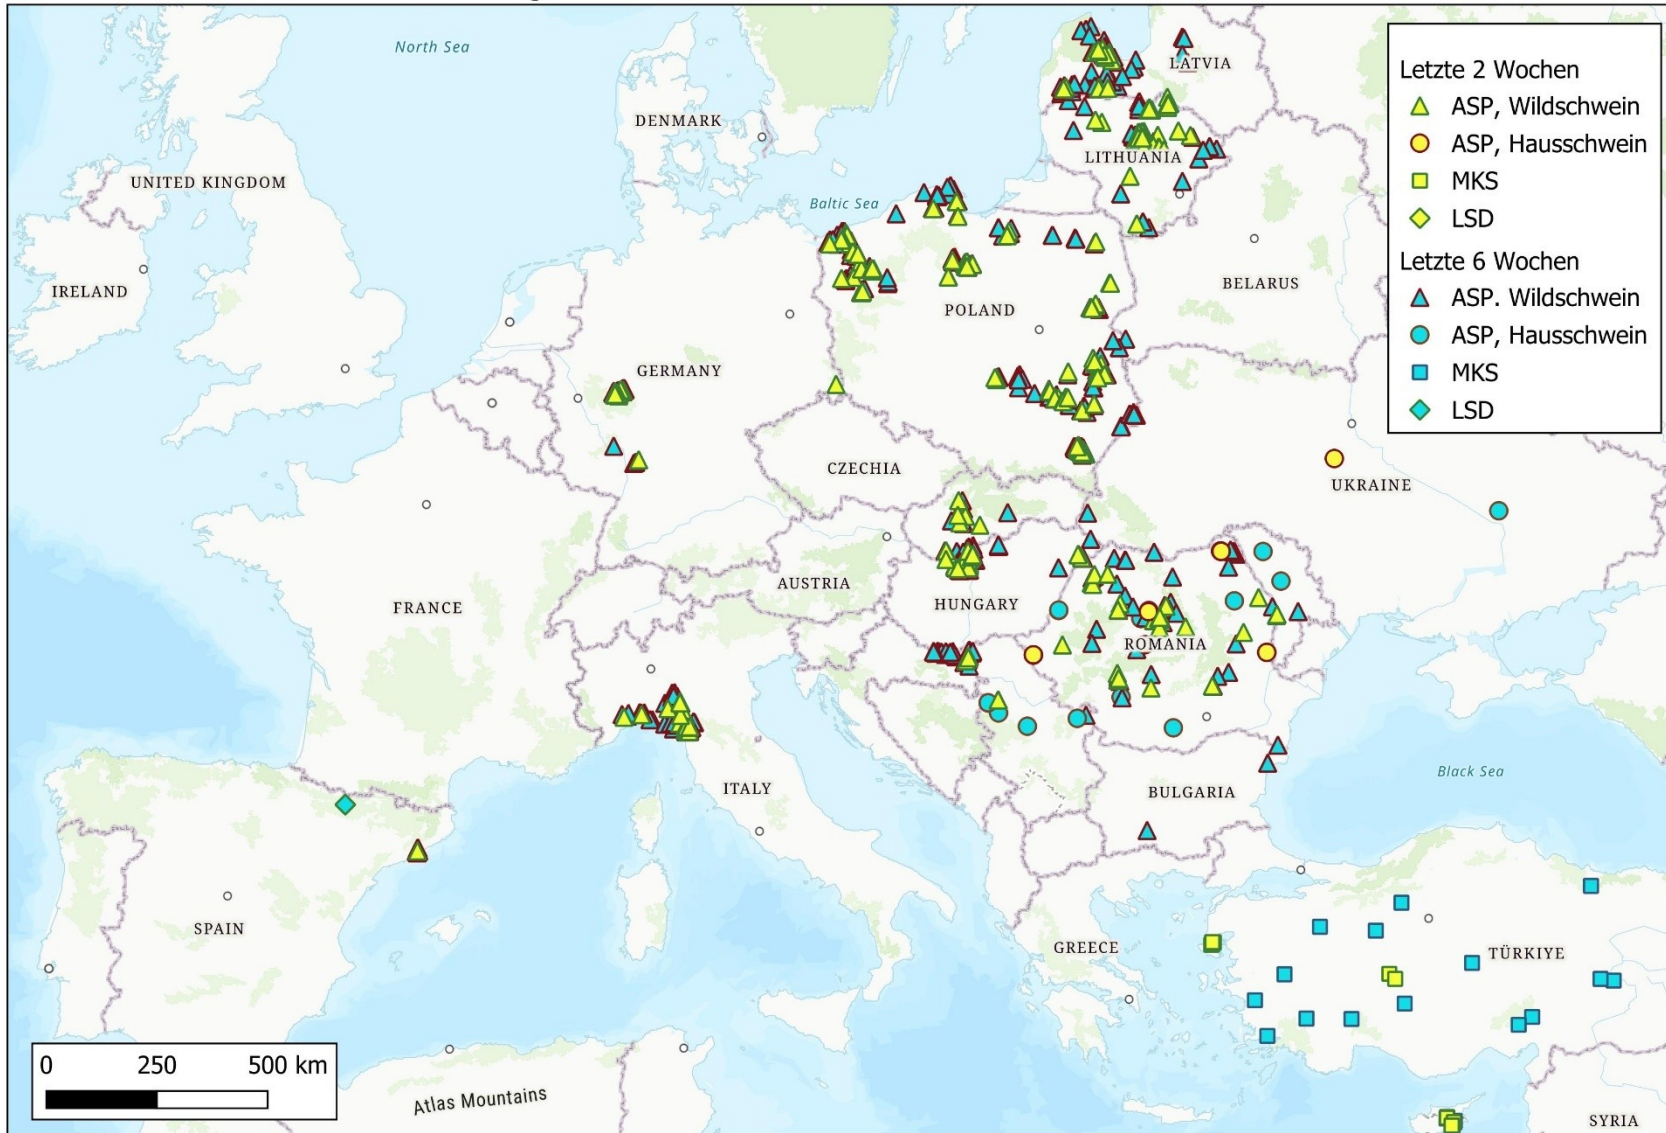 North Sea
LATVIA
DENMARK
LITHUANIA
UNITED KINGDOM
Baltic Sea
IRELAND
BELARUS
POLAND
GERMANY
CZECHIA
UKRAINE
AUSTRIA
FRANCE
HUNGARY
ROMANIA
ITALY
BULGARIA
Black Sea
SPAIN
GREECE
TÜRKIYE
Atlas Mountains
SYRIA
Letzte 2 Wochen
ASP, Wildschwein
ASP, Hausschwein
MKS
LSD
Letzte 6 Wochen
ASP. Wildschwein
ASP, Hausschwein
MKS
LSD
0 250 500 km